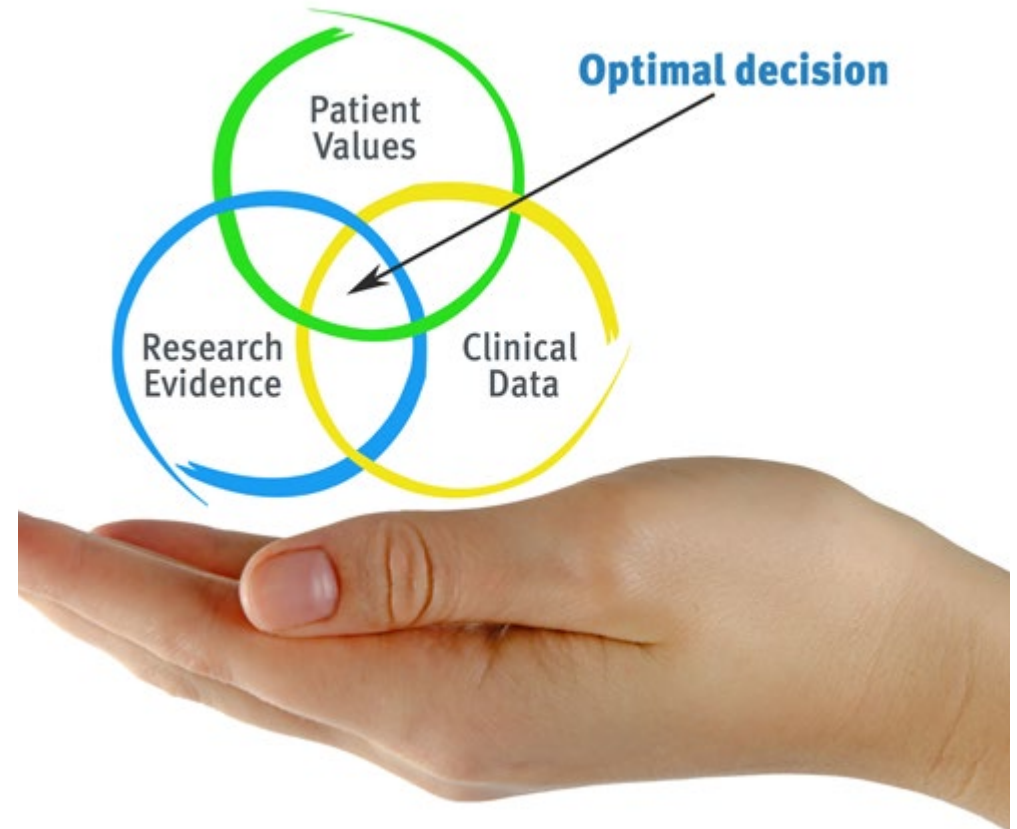 Patient
Values
Optimal decision
Research
Evidence
Clinical
Data